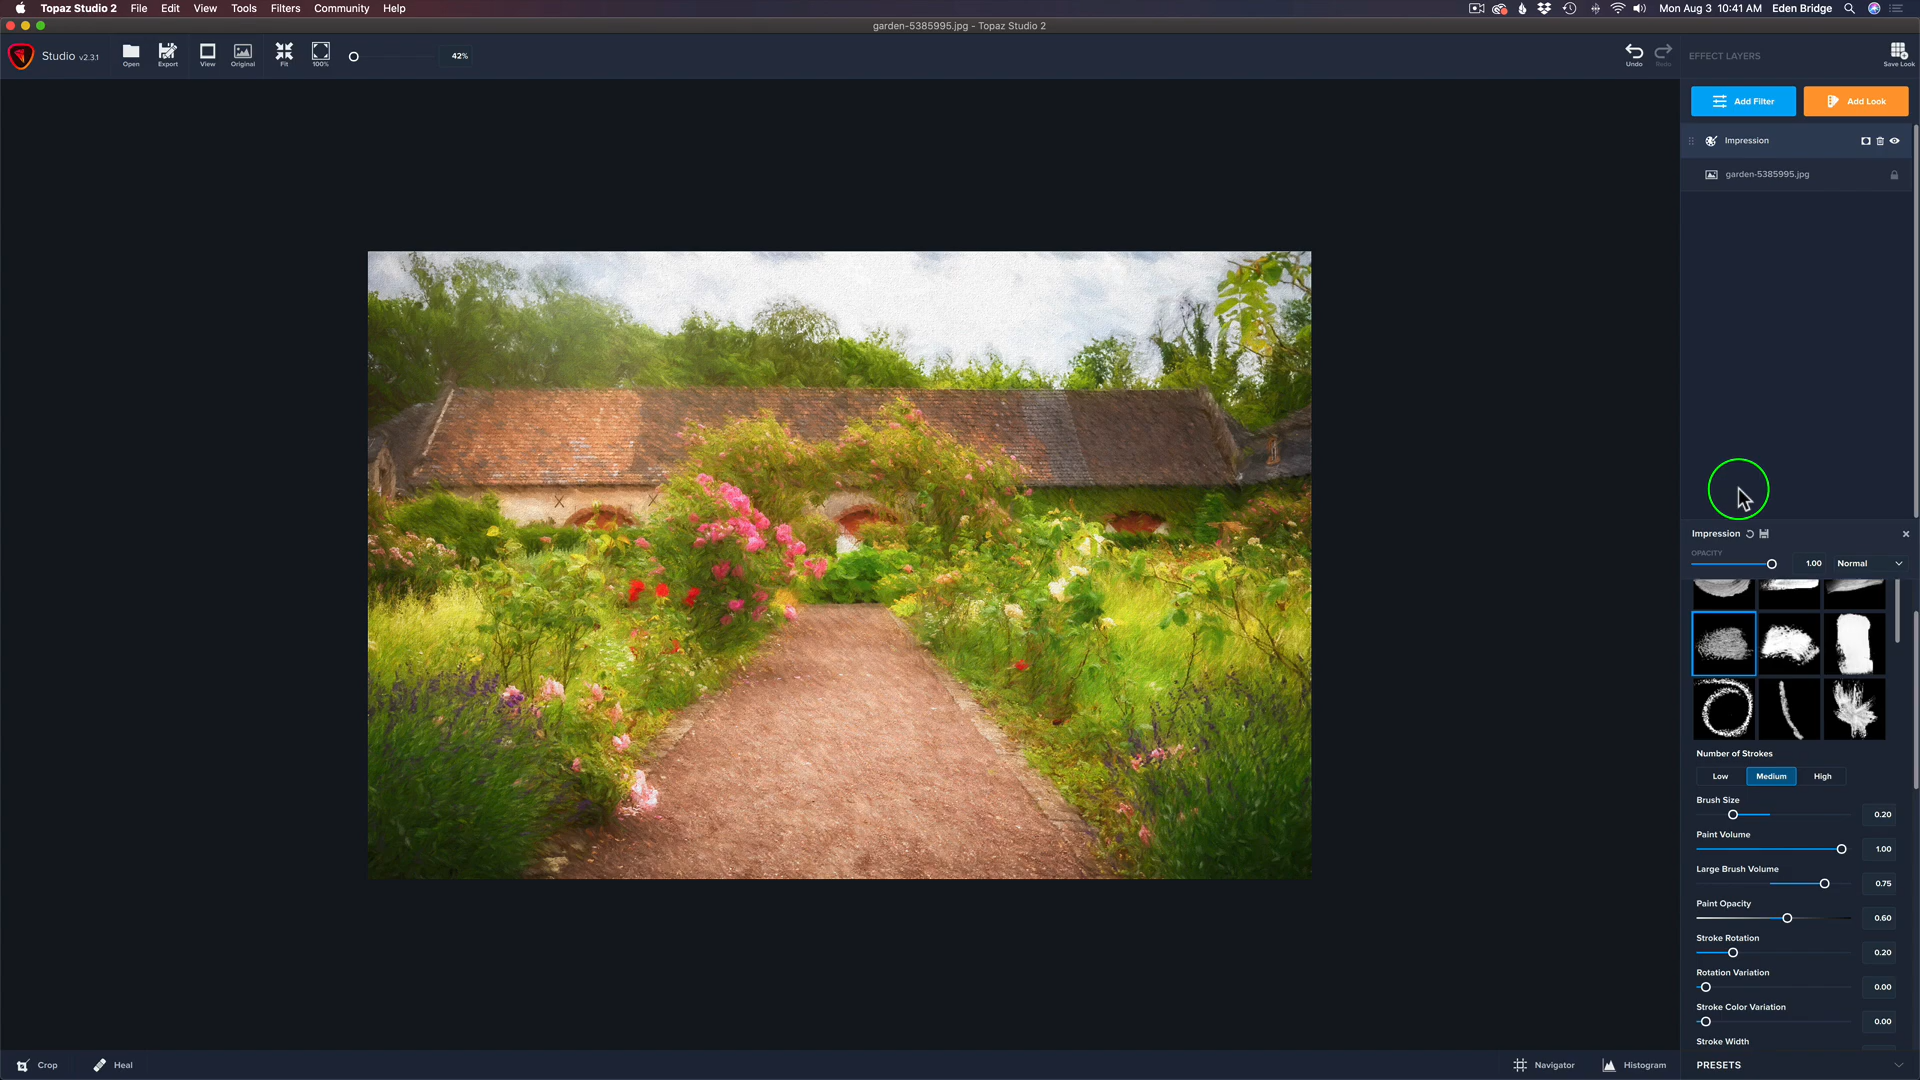 Topaz Studio 2 File Edit View Tools Filters Community Help Mon Aug 3 10:41 AM Eden Bridge
garden-5385995.jpg - Topaz Studio 2
Studio v2.3.1 Open Export View Original Fit 100% 42% Undo Redo EFFECT LAYERS Save Look
Add Filter Add Look
Impression
garden-5385995.jpg
Impression
OPACITY 1.00 Normal
Number of Strokes
Low Medium High
Brush Size
0.20
Paint Volume
1.00
Large Brush Volume
0.75
Paint Opacity
0.60
Stroke Rotation
0.20
Rotation Variation
0.00
Stroke Color Variation
0.00
Stroke Width
Crop Heal Navigator Histogram PRESETS